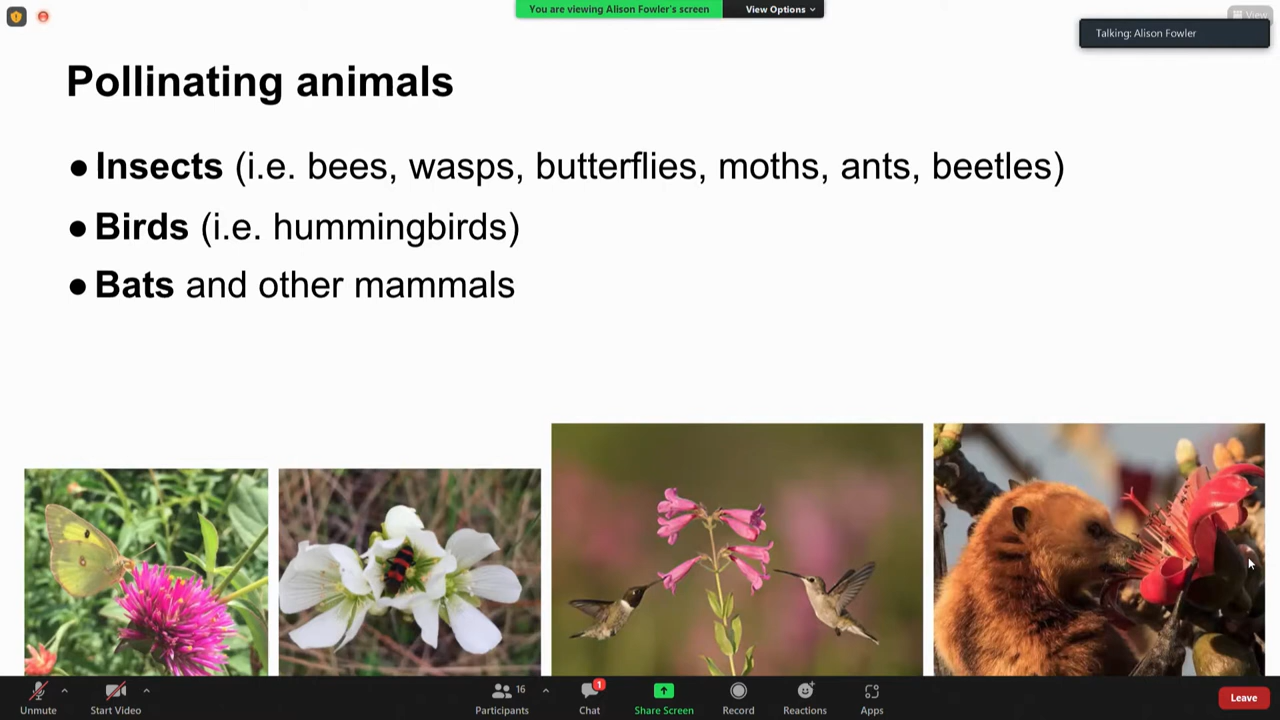 You are viewing Alison Fowler's screen
View Options
View
Talking: Alison Fowler
Pollinating animals
● Insects (i.e. bees, wasps, butterflies, moths, ants, beetles)
● Birds (i.e. hummingbirds)
● Bats and other mammals
16
1
Unmute
Start Video
Participants
Chat
Share Screen
Record
Reactions
Apps
Leave